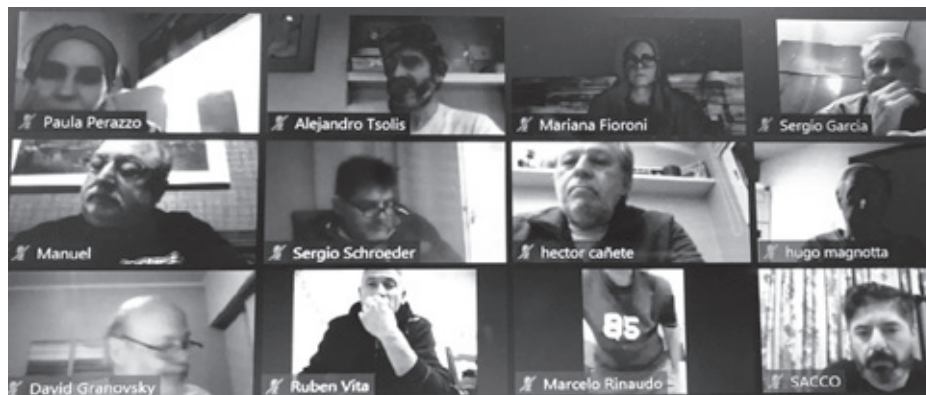 Paula Perazzo
Alejandro Tsolis
Mariana Fioroni
Sergio Garcia
Manuel
Sergio Schroeder
hector cañete
hugo magnotta
David Granovsky
Ruben Vita
85
Marcelo Rinaudo
SACCO